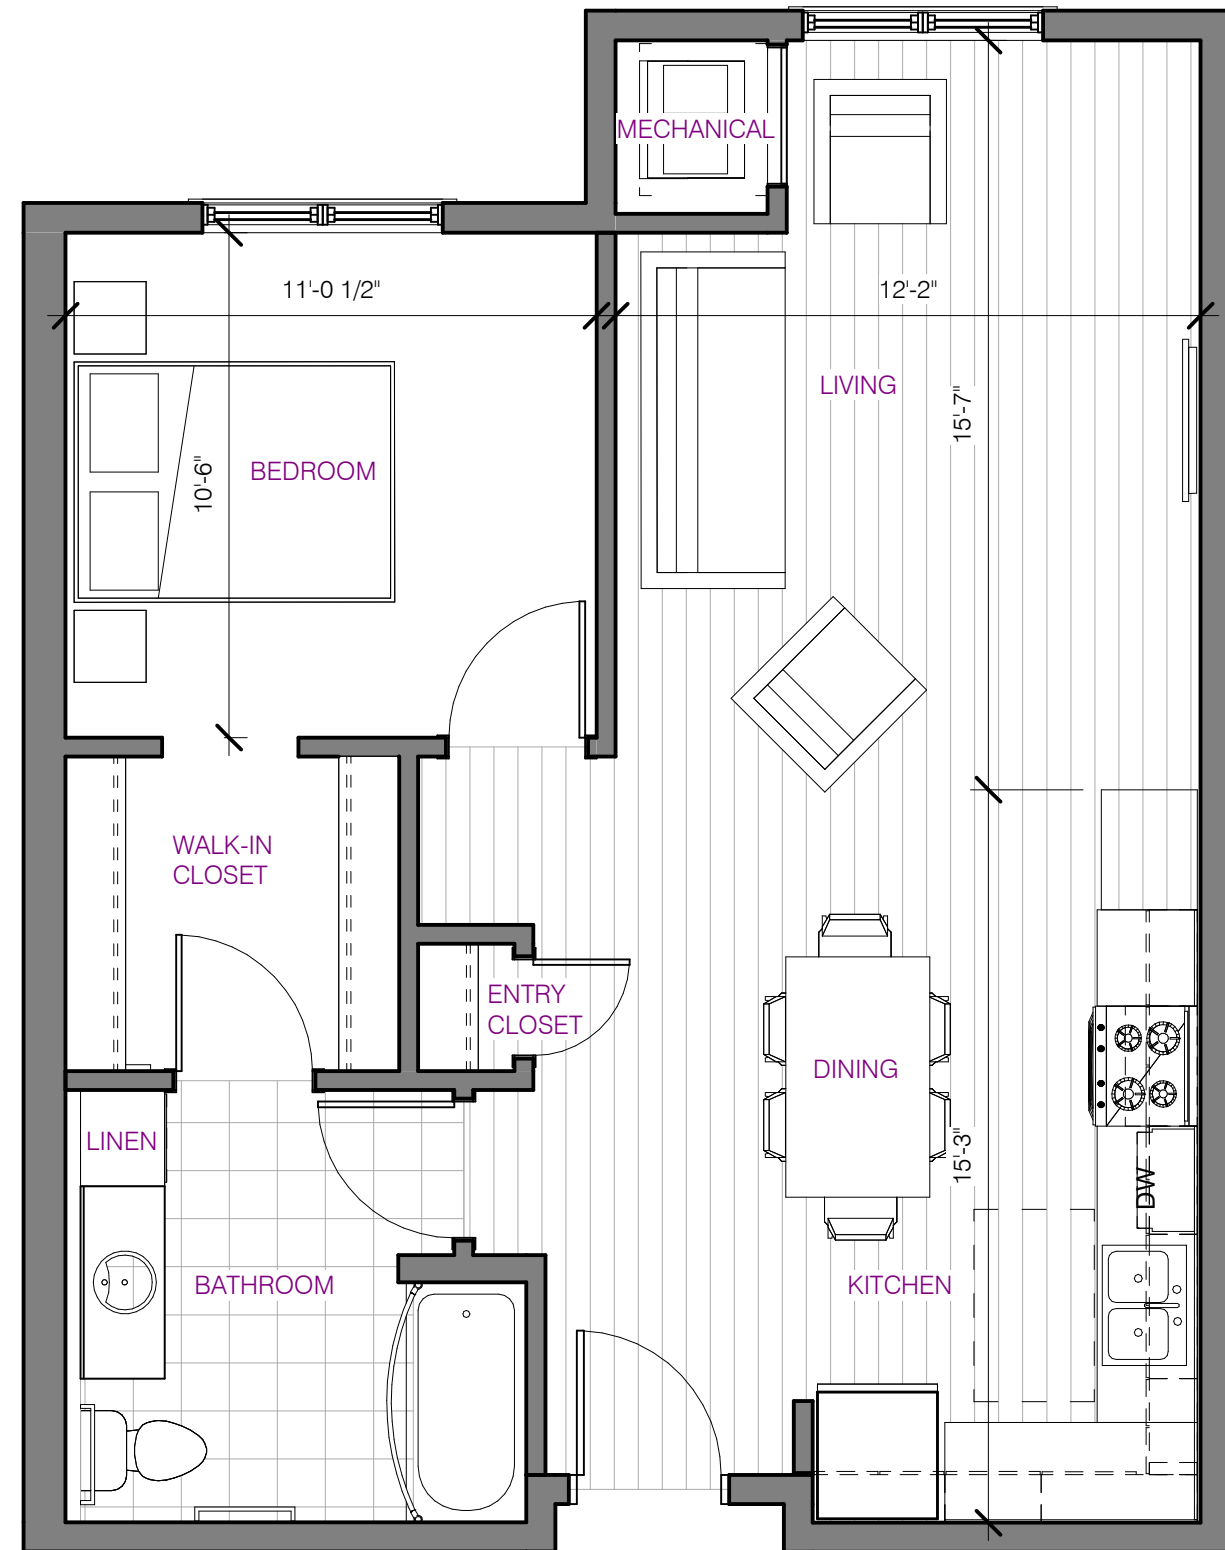 MECHANICAL
11'-0 1/2"
12'-2"
LIVING
15'-7"
BEDROOM
10'-6"
WALK-IN
CLOSET
ENTRY
CLOSET
DINING
LINEN
15'-3"
DW
BATHROOM
KITCHEN